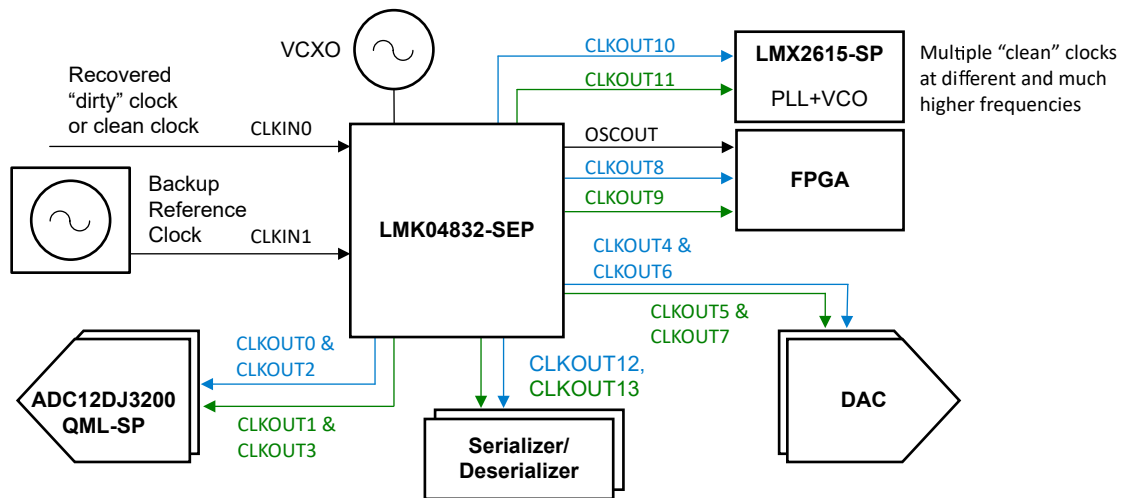 VCXO
Recovered
“dirty” clock
or clean clock
CLKIN0
Backup
Reference
Clock
CLKIN1
LMK04832-SEP
CLKOUT10
CLKOUT11
LMX2615-SP
PLL+VCO
Multiple “clean” clocks
at different and much
higher frequencies
OSCOUT
CLKOUT8
CLKOUT9
FPGA
CLKOUT4 &
CLKOUT6
CLKOUT5 &
CLKOUT7
DAC
CLKOUT0 &
CLKOUT2
ADC12DJ3200
QML-SP
CLKOUT1 &
CLKOUT3
CLKOUT12,
CLKOUT13
Serializer/
Deserializer